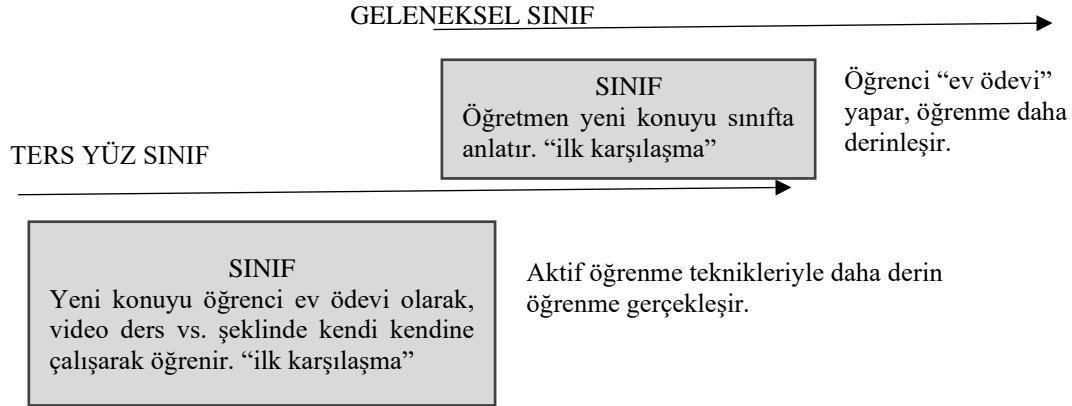 GELENEKSEL SINIF
SINIF
Öğretmen yeni konuyu sınıfta
anlatır. “ilk karşılaşma”
Öğrenci “ev ödevi”
yapar, öğrenme daha
derinleşir.
TERS YÜZ SINIF
SINIF
Yeni konuyu öğrenci ev ödevi olarak,
video ders vs. şeklinde kendi kendine
çalışarak öğrenir. “ilk karşılaşma”
Aktif öğrenme teknikleriyle daha derin
öğrenme gerçekleşir.